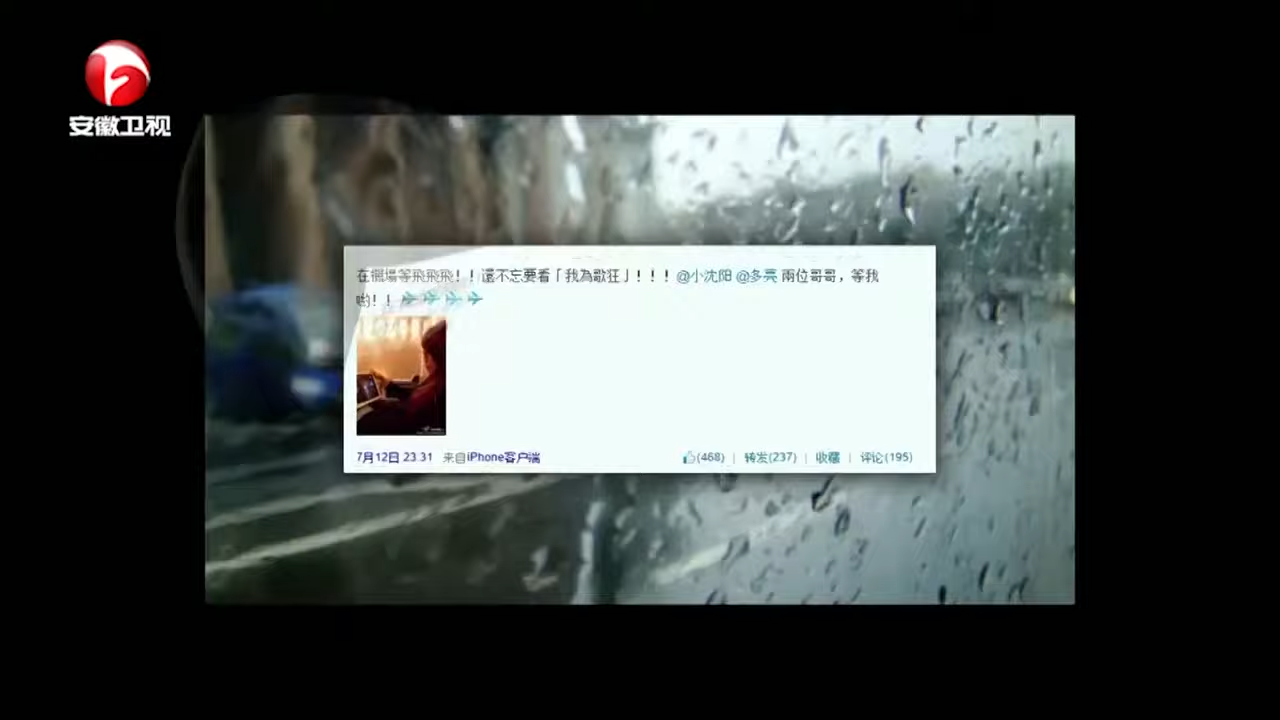 安徽卫视
在機場等飛飛飛！！還不忘要看「我為歌狂」！！！@小沈阳 @多亮 兩位哥哥，等我
喲！！
7月12日 23:31 来自iPhone客户端 (468) | 转发(237) | 收藏 | 评论(195)